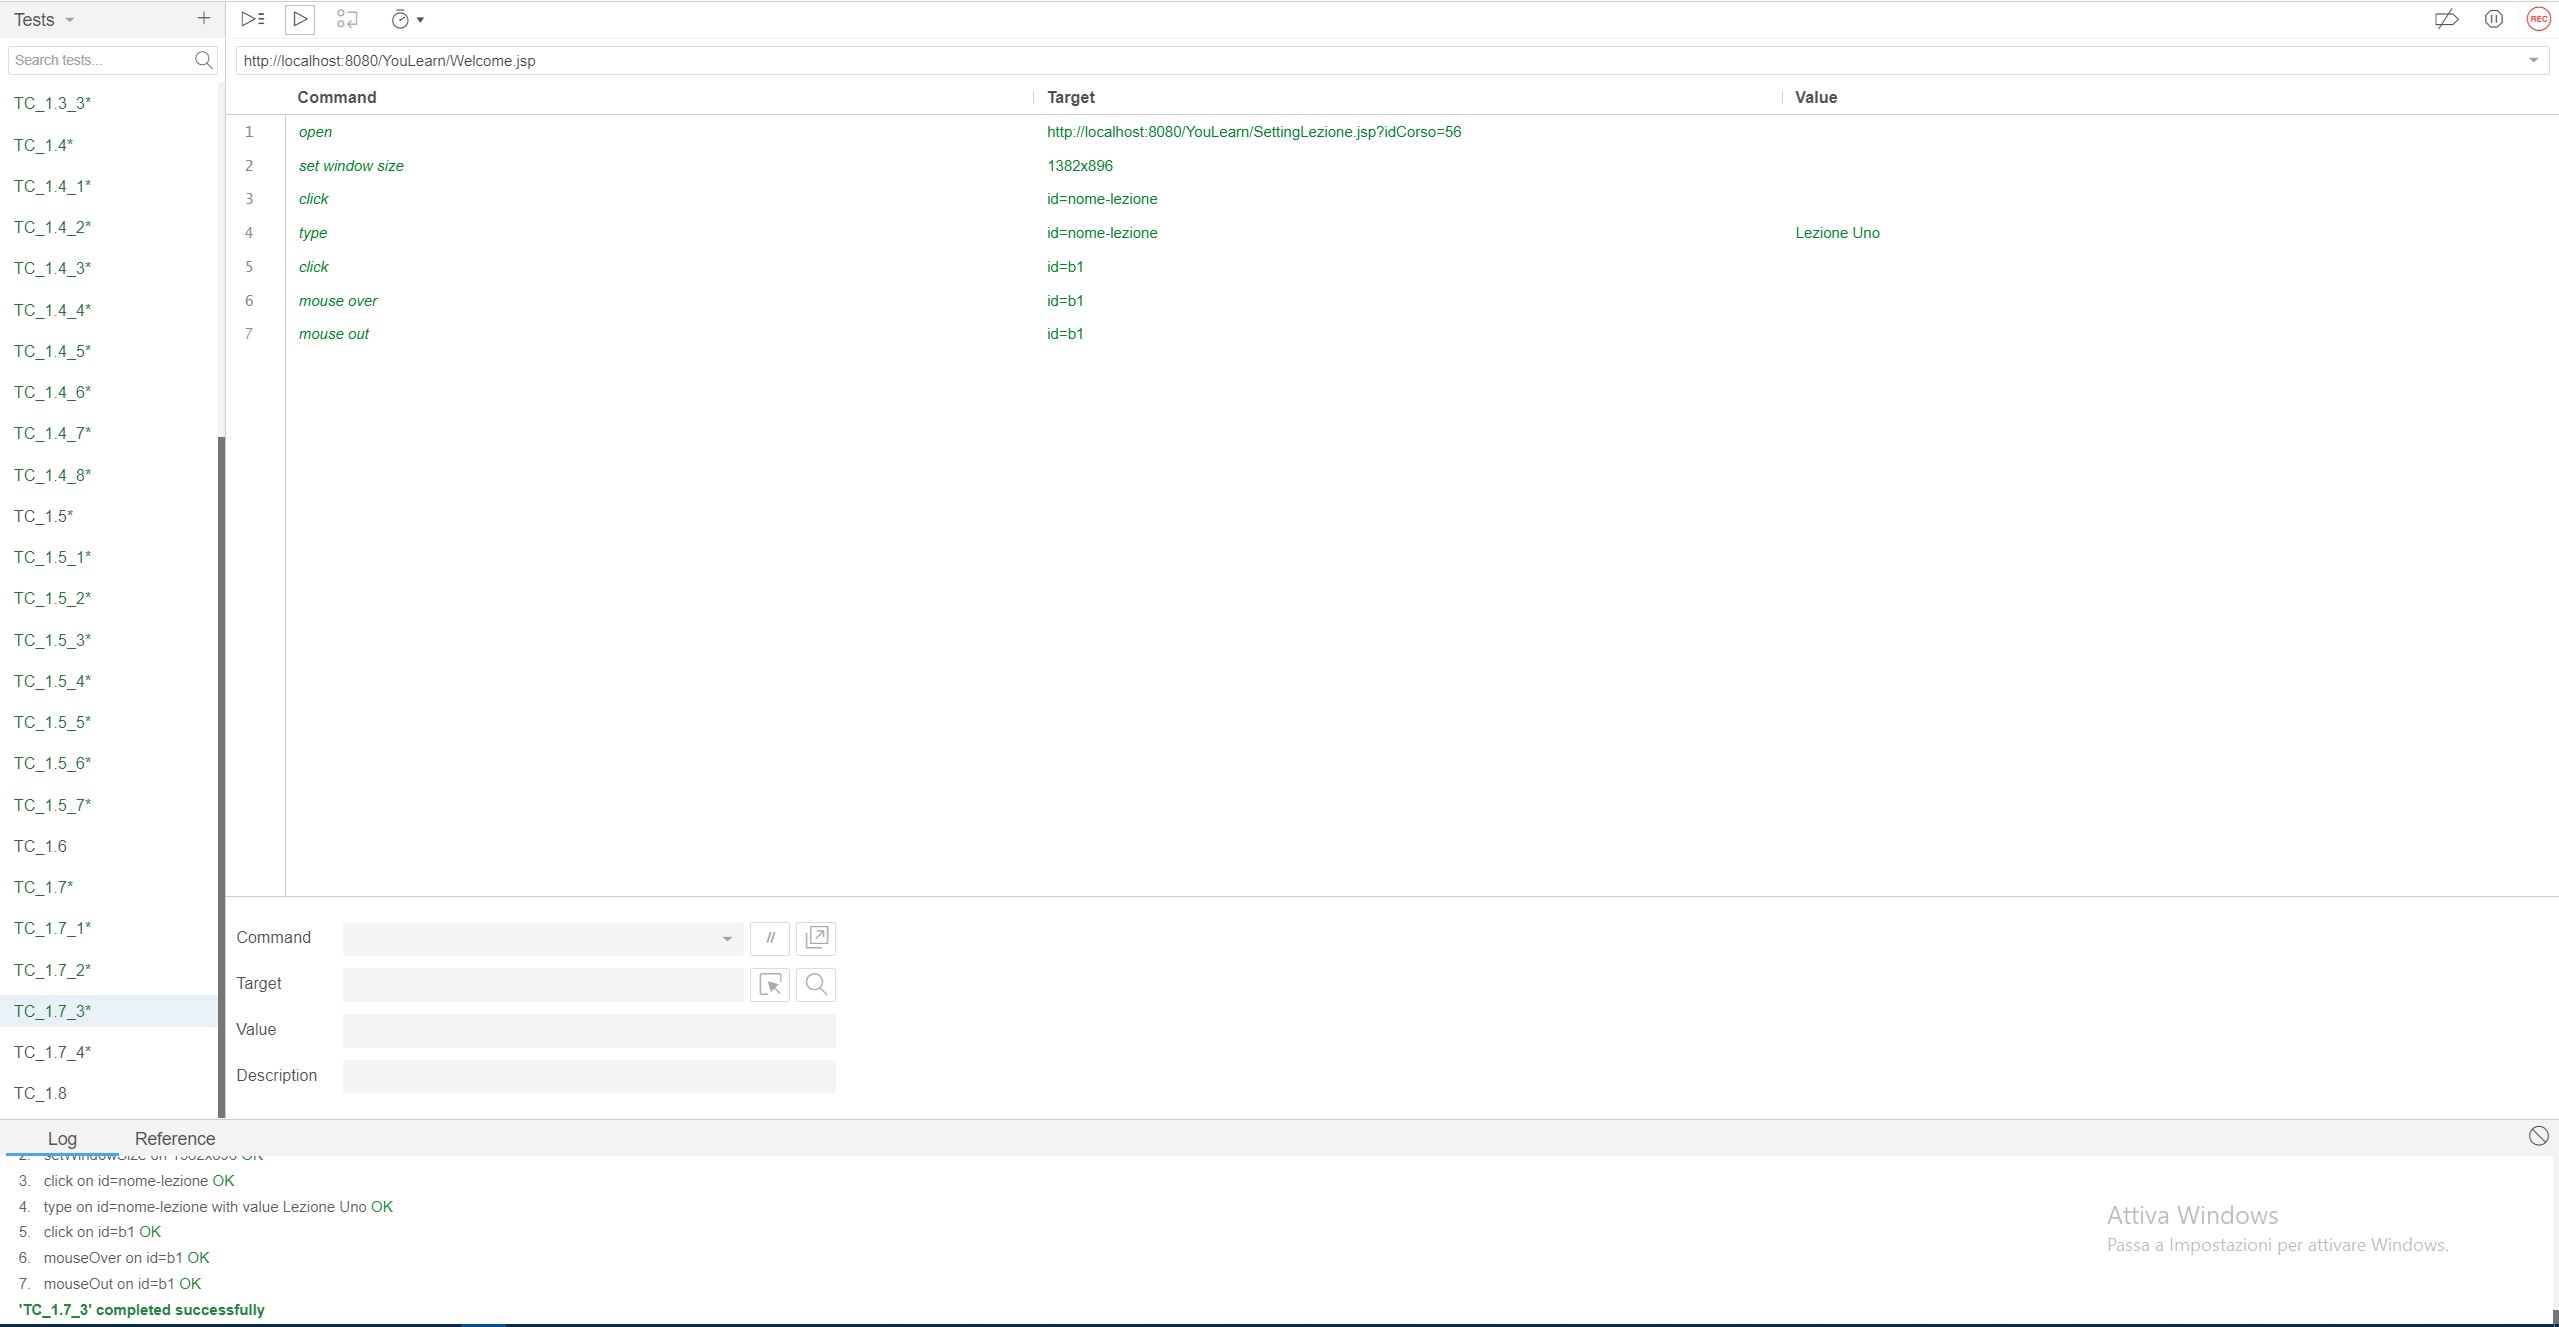 Tests
Search tests...
TC_1.3_3*
TC_1.4*
TC_1.4_1*
TC_1.4_2*
TC_1.4_3*
TC_1.4_4*
TC_1.4_5*
TC_1.4_6*
TC_1.4_7*
TC_1.4_8*
TC_1.5*
TC_1.5_1*
TC_1.5_2*
TC_1.5_3*
TC_1.5_4*
TC_1.5_5*
TC_1.5_6*
TC_1.5_7*
TC_1.6
TC_1.7*
TC_1.7_1*
TC_1.7_2*
TC_1.7_3*
TC_1.7_4*
TC_1.8
REC
http://localhost:8080/YouLearn/Welcome.jsp
Command Target Value
1 open http://localhost:8080/YouLearn/SettingLezione.jsp?idCorso=56
2 set window size 1382x896
3 click id=nome-lezione
4 type id=nome-lezione Lezione Uno
5 click id=b1
6 mouse over id=b1
7 mouse out id=b1
Command //
Target
Value
Description
Log Reference
2. setWindowSize on 1382x896 OK
3. click on id=nome-lezione OK
4. type on id=nome-lezione with value Lezione Uno OK
5. click on id=b1 OK
6. mouseOver on id=b1 OK
7. mouseOut on id=b1 OK
'TC_1.7_3' completed successfully
Attiva Windows
Passa a Impostazioni per attivare Windows.